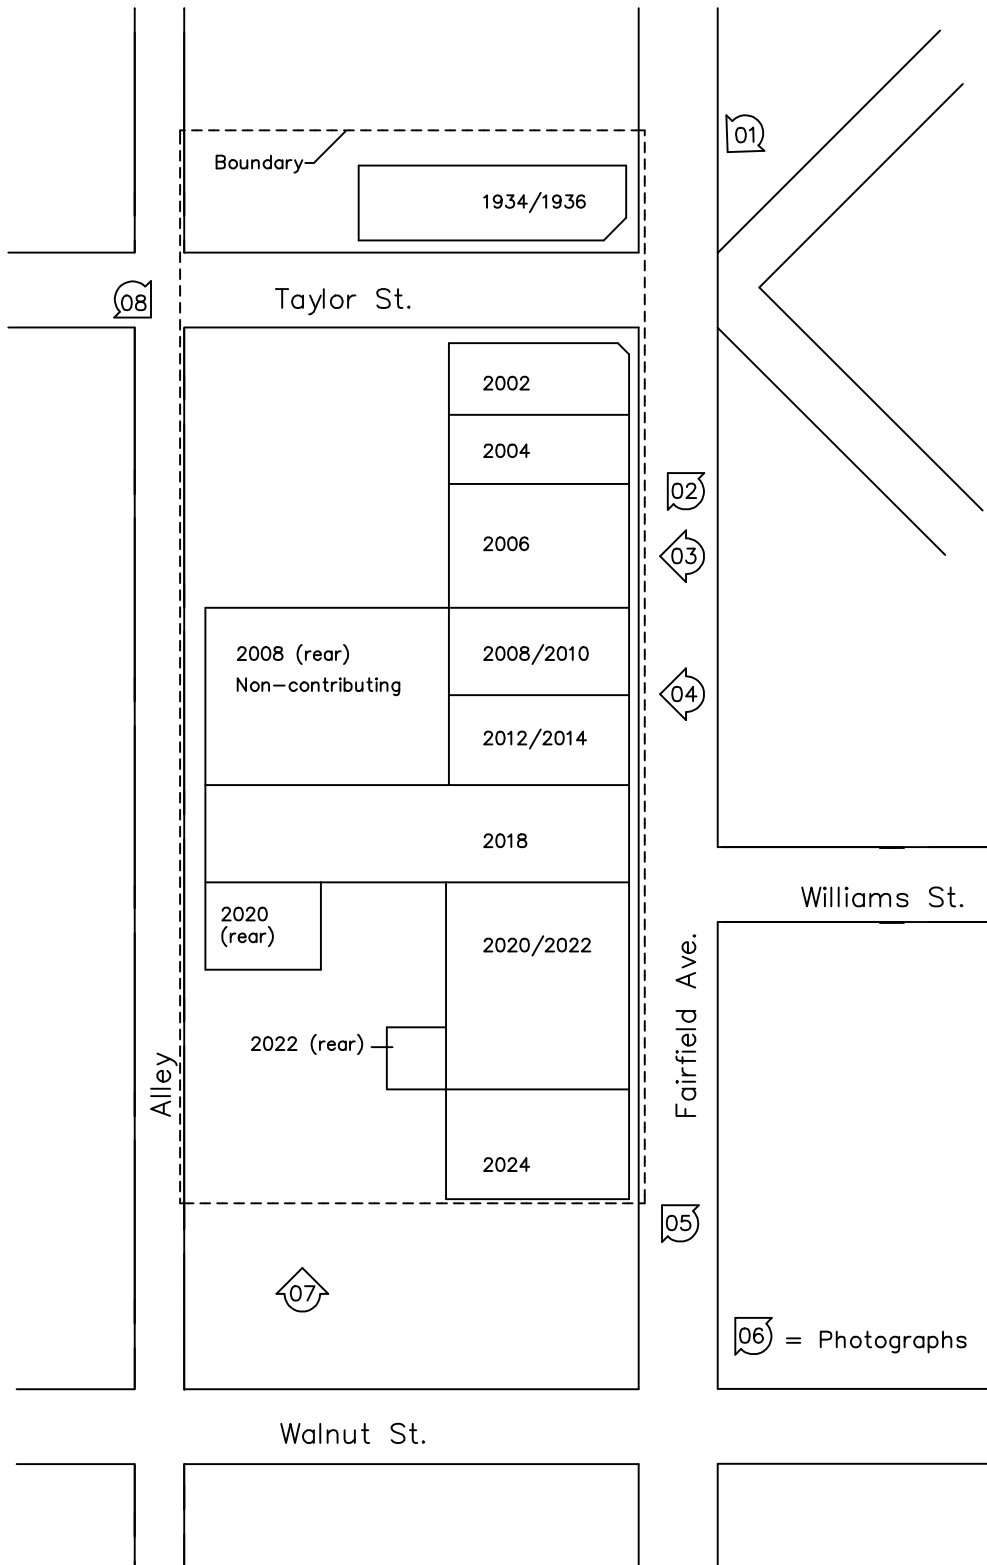 01
Boundary
1934/1936
08
Taylor St.
2002
2004
02
2006
03
2008 (rear)
Non-contributing
2008/2010
04
2012/2014
2018
Williams St.
2020
(rear)
2020/2022
Fairfield Ave.
2022 (rear)
Alley
2024
05
07
06 = Photographs
Walnut St.